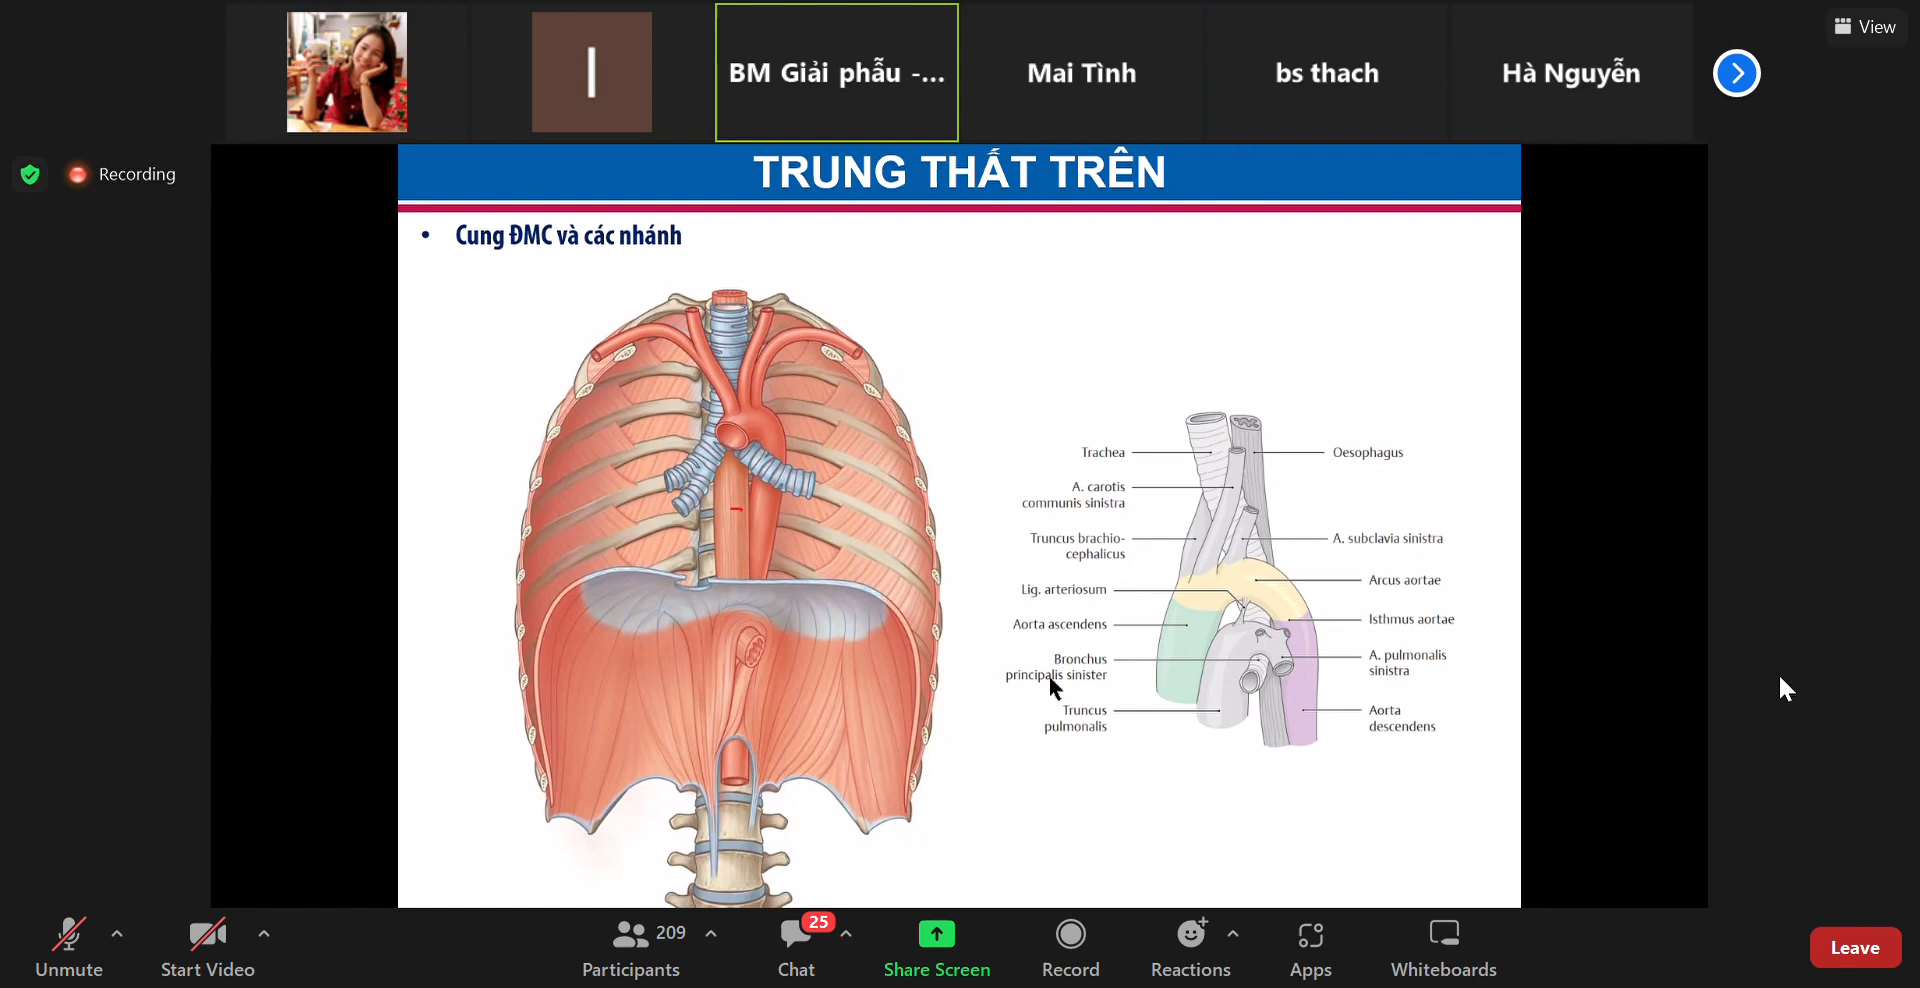 View
I
BM Giải phẫu -...
Mai Tình
bs thach
Hà Nguyễn
Recording
TRUNG THẤT TRÊN
• Cung ĐMC và các nhánh
Trachea
A. carotis
communis sinistra
Truncus brachio-
cephalicus
Lig. arteriosum
Aorta ascendens
Bronchus
principalis sinister
Truncus
pulmonalis
Oesophagus
A. subclavia sinistra
Arcus aortae
Isthmus aortae
A. pulmonalis
sinistra
Aorta
descendens
Unmute
Start Video
209
Participants
25
Chat
Share Screen
Record
Reactions
Apps
Whiteboards
Leave